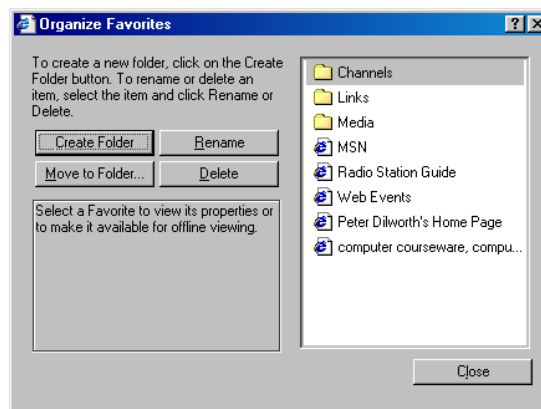 Organize Favorites
To create a new folder, click on the Create
Folder button. To rename or delete an
item, select the item and click Rename or
Delete.
Create Folder
Rename
Move to Folder...
Delete
Select a Favorite to view its properties or
to make it available for offline viewing.
Channels
Links
Media
MSN
Radio Station Guide
Web Events
Peter Dilworth's Home Page
computer courseware, compu...
Close